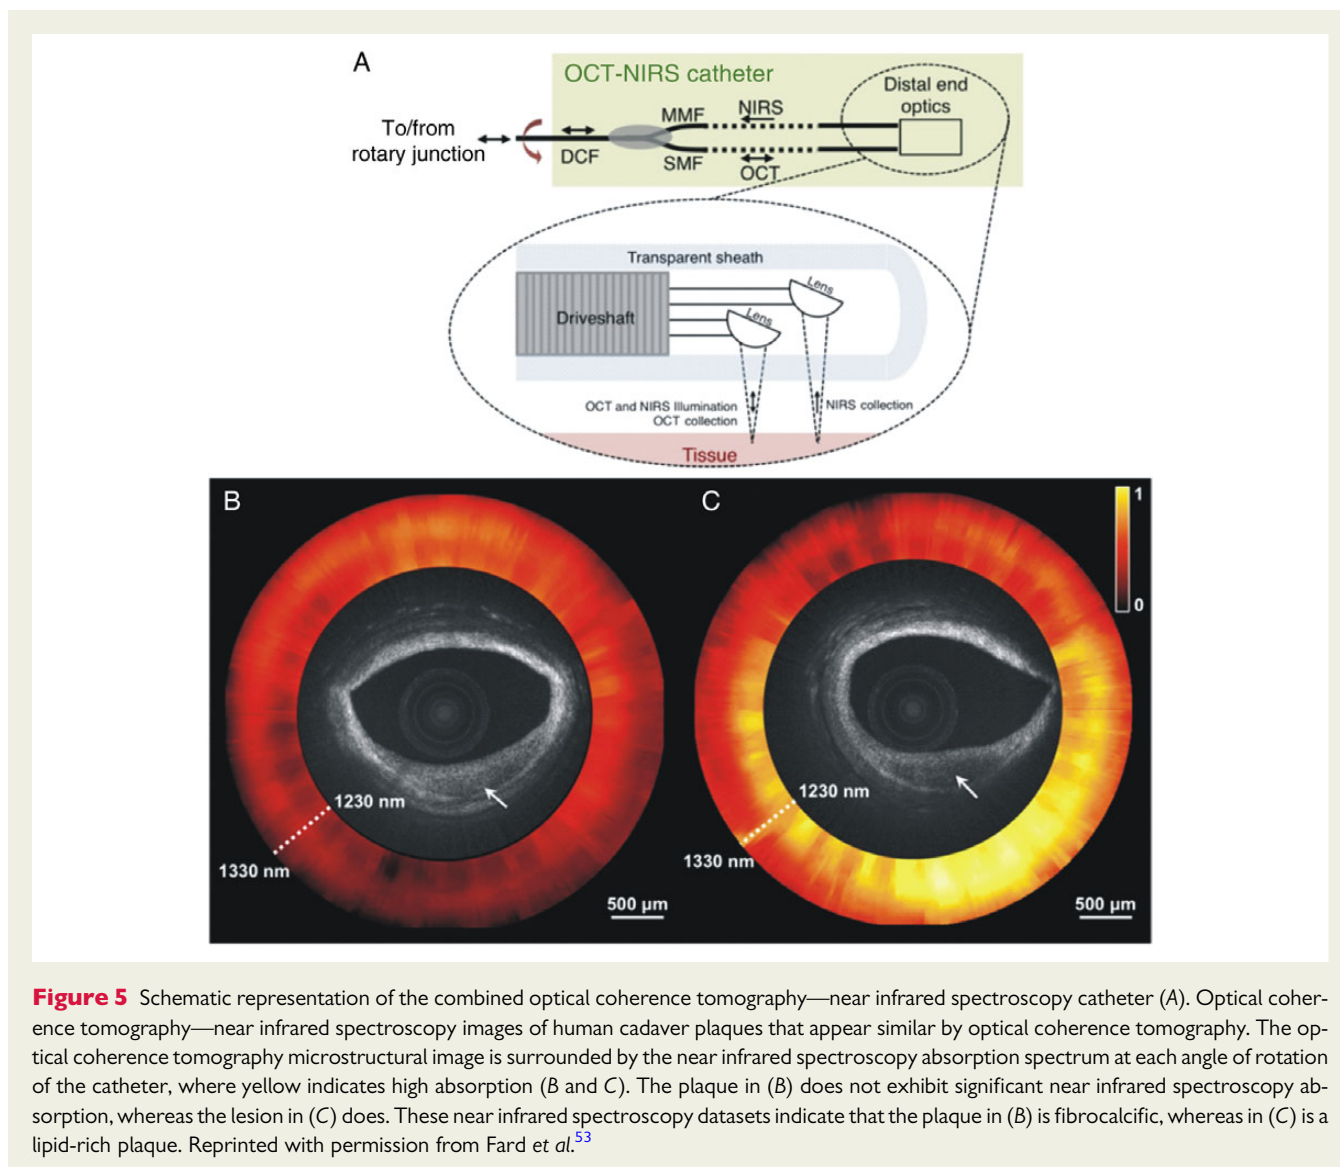 A
OCT-NIRS catheter
Distal end
optics
To/from
rotary junction
DCF
MMF
SMF
NIRS
OCT
Transparent sheath
Driveshaft
Lens
Lens
OCT and NIRS Illumination
OCT collection
NIRS collection
Tissue
B
1230 nm
1330 nm
500 µm
C
1
0
1230 nm
1330 nm
500 µm
Figure 5 Schematic representation of the combined optical coherence tomography—near infrared spectroscopy catheter (A). Optical coher-
ence tomography—near infrared spectroscopy images of human cadaver plaques that appear similar by optical coherence tomography. The op-
tical coherence tomography microstructural image is surrounded by the near infrared spectroscopy absorption spectrum at each angle of rotation
of the catheter, where yellow indicates high absorption (B and C). The plaque in (B) does not exhibit significant near infrared spectroscopy ab-
sorption, whereas the lesion in (C) does. These near infrared spectroscopy datasets indicate that the plaque in (B) is fibrocalcific, whereas in (C) is a
lipid-rich plaque. Reprinted with permission from Fard et al.53